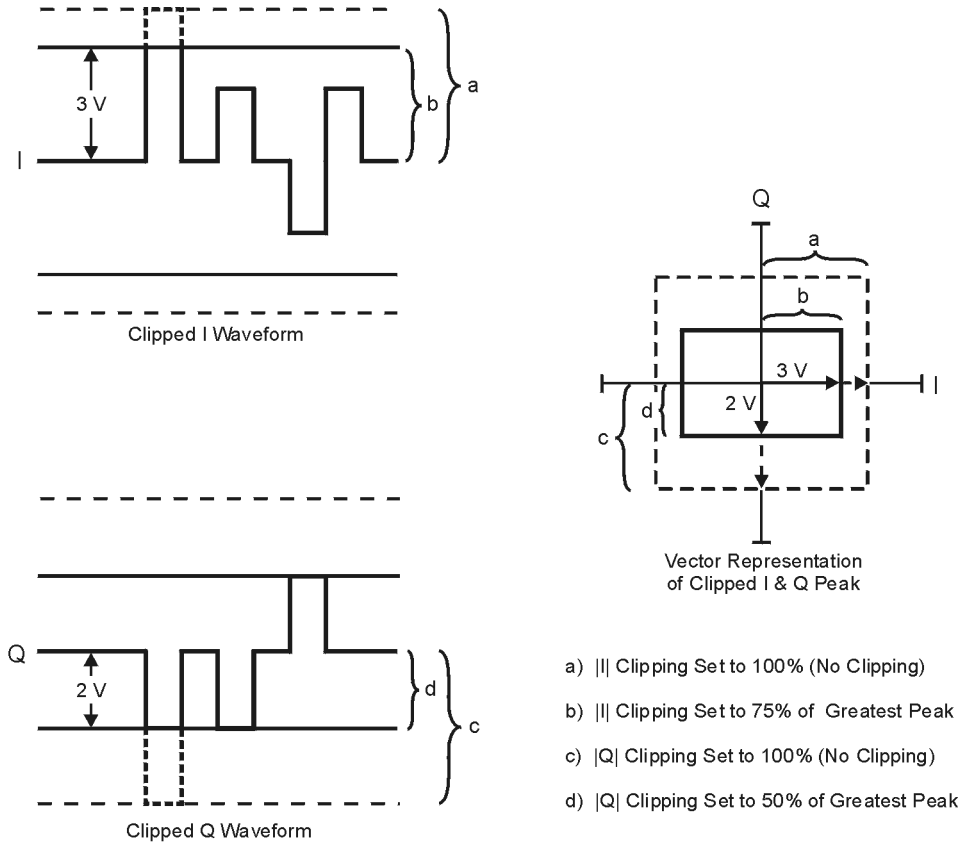 3 V
b
a
I
Clipped I Waveform
Q
a
b
3 V
I
2 V
d
c
Vector Representation
of Clipped I & Q Peak
Q
2 V
d
c
Clipped Q Waveform
a) |I| Clipping Set to 100% (No Clipping)
b) |I| Clipping Set to 75% of Greatest Peak
c) |Q| Clipping Set to 100% (No Clipping)
d) |Q| Clipping Set to 50% of Greatest Peak